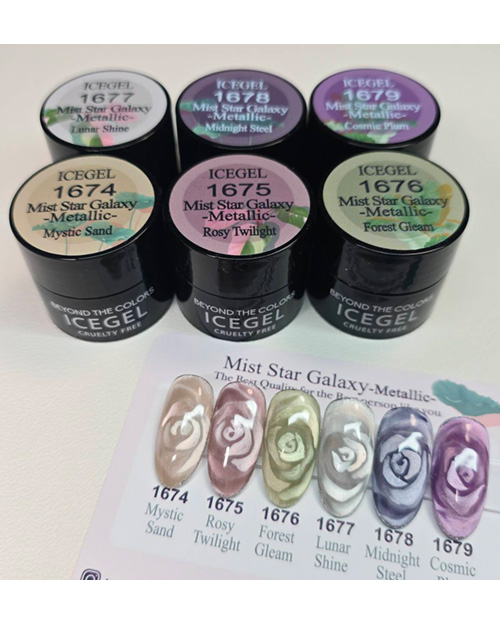 ICEGEL
1677
Mist Star Galaxy
-Metallic-
Lunar Shine
ICEGEL
1678
Mist Star Galaxy
-Metallic-
Midnight Steel
ICEGEL
1679
Mist Star Galaxy
-Metallic-
Cosmic Plum
ICEGEL
1674
Mist Star Galaxy
-Metallic-
Mystic Sand
ICEGEL
1675
Mist Star Galaxy
-Metallic-
Rosy Twilight
ICEGEL
1676
Mist Star Galaxy
-Metallic-
Forest Gleam
BEYOND THE COLORS
ICEGEL
CRUELTY FREE
BEYOND THE COLORS
ICEGEL
CRUELTY FREE
BEYOND THE COLORS
ICEGEL
CRUELTY FREE
Mist Star Galaxy-Metallic-
The Best Quality for the person like you
1674
Mystic
Sand
1675
Rosy
Twilight
1676
Forest
Gleam
1677
Lunar
Shine
1678
Midnight
Steel
1679
Cosmic